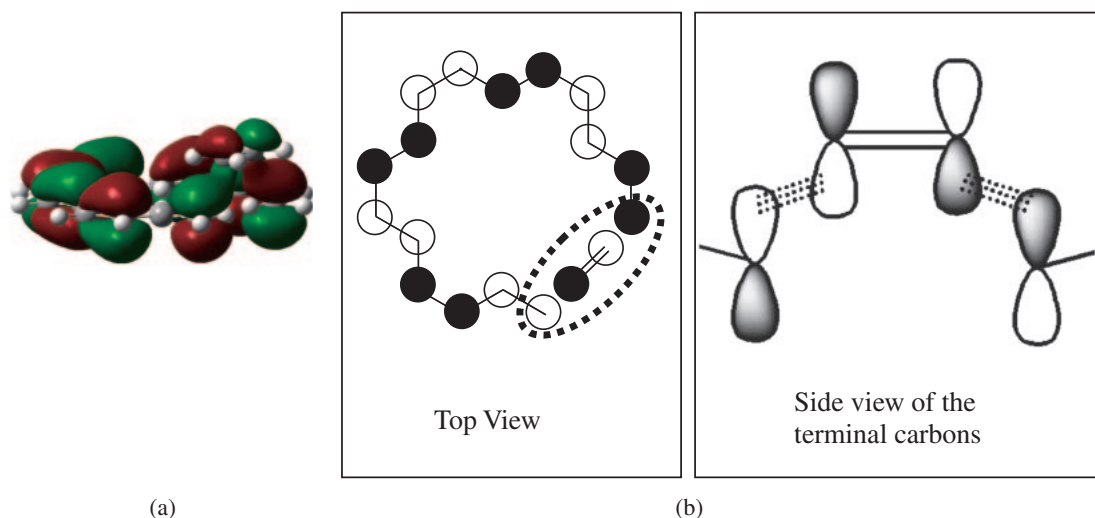 Top View
Side view of the
terminal carbons
(a)
(b)